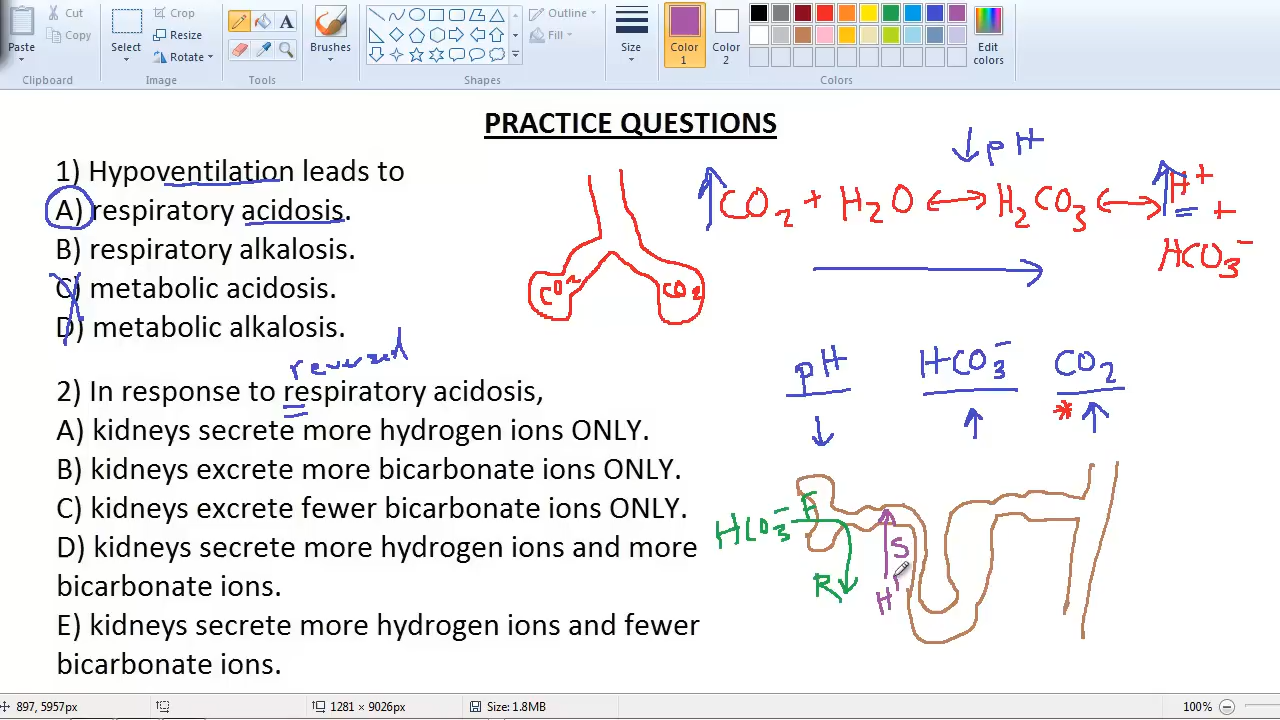 Paste
Cut
Copy
Clipboard
Select
Crop
Resize
Rotate
Image
A
Tools
Brushes
Shapes
Outline
Fill
Size
Color 1
Color 2
Edit colors
Colors
PRACTICE QUESTIONS
1) Hypoventilation leads to
A) respiratory acidosis.
B) respiratory alkalosis.
C) metabolic acidosis.
D) metabolic alkalosis.
↓ pH
↑ CO2 + H2O ↔ H2CO3 ↔ ↑ H+
+
HCO3-
CO2
CO2
reversed
2) In response to respiratory acidosis,
A) kidneys secrete more hydrogen ions ONLY.
B) kidneys excrete more bicarbonate ions ONLY.
C) kidneys excrete fewer bicarbonate ions ONLY.
D) kidneys secrete more hydrogen ions and more
bicarbonate ions.
E) kidneys secrete more hydrogen ions and fewer
bicarbonate ions.
pH HCO3- CO2
↓ ↑ * ↑
HCO3- F
R
S
H+
897, 5957px
1281 × 9026px
Size: 1.8MB
100%